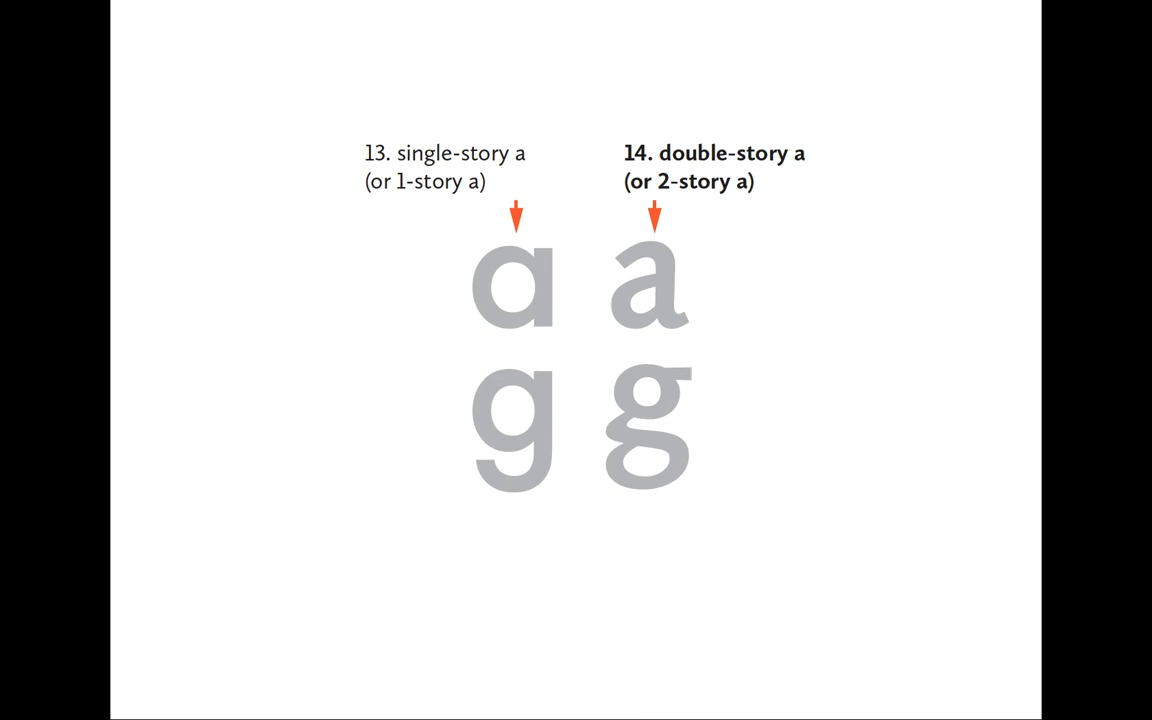 13. single-story a
(or 1-story a)
14. double-story a
(or 2-story a)
a a
g g